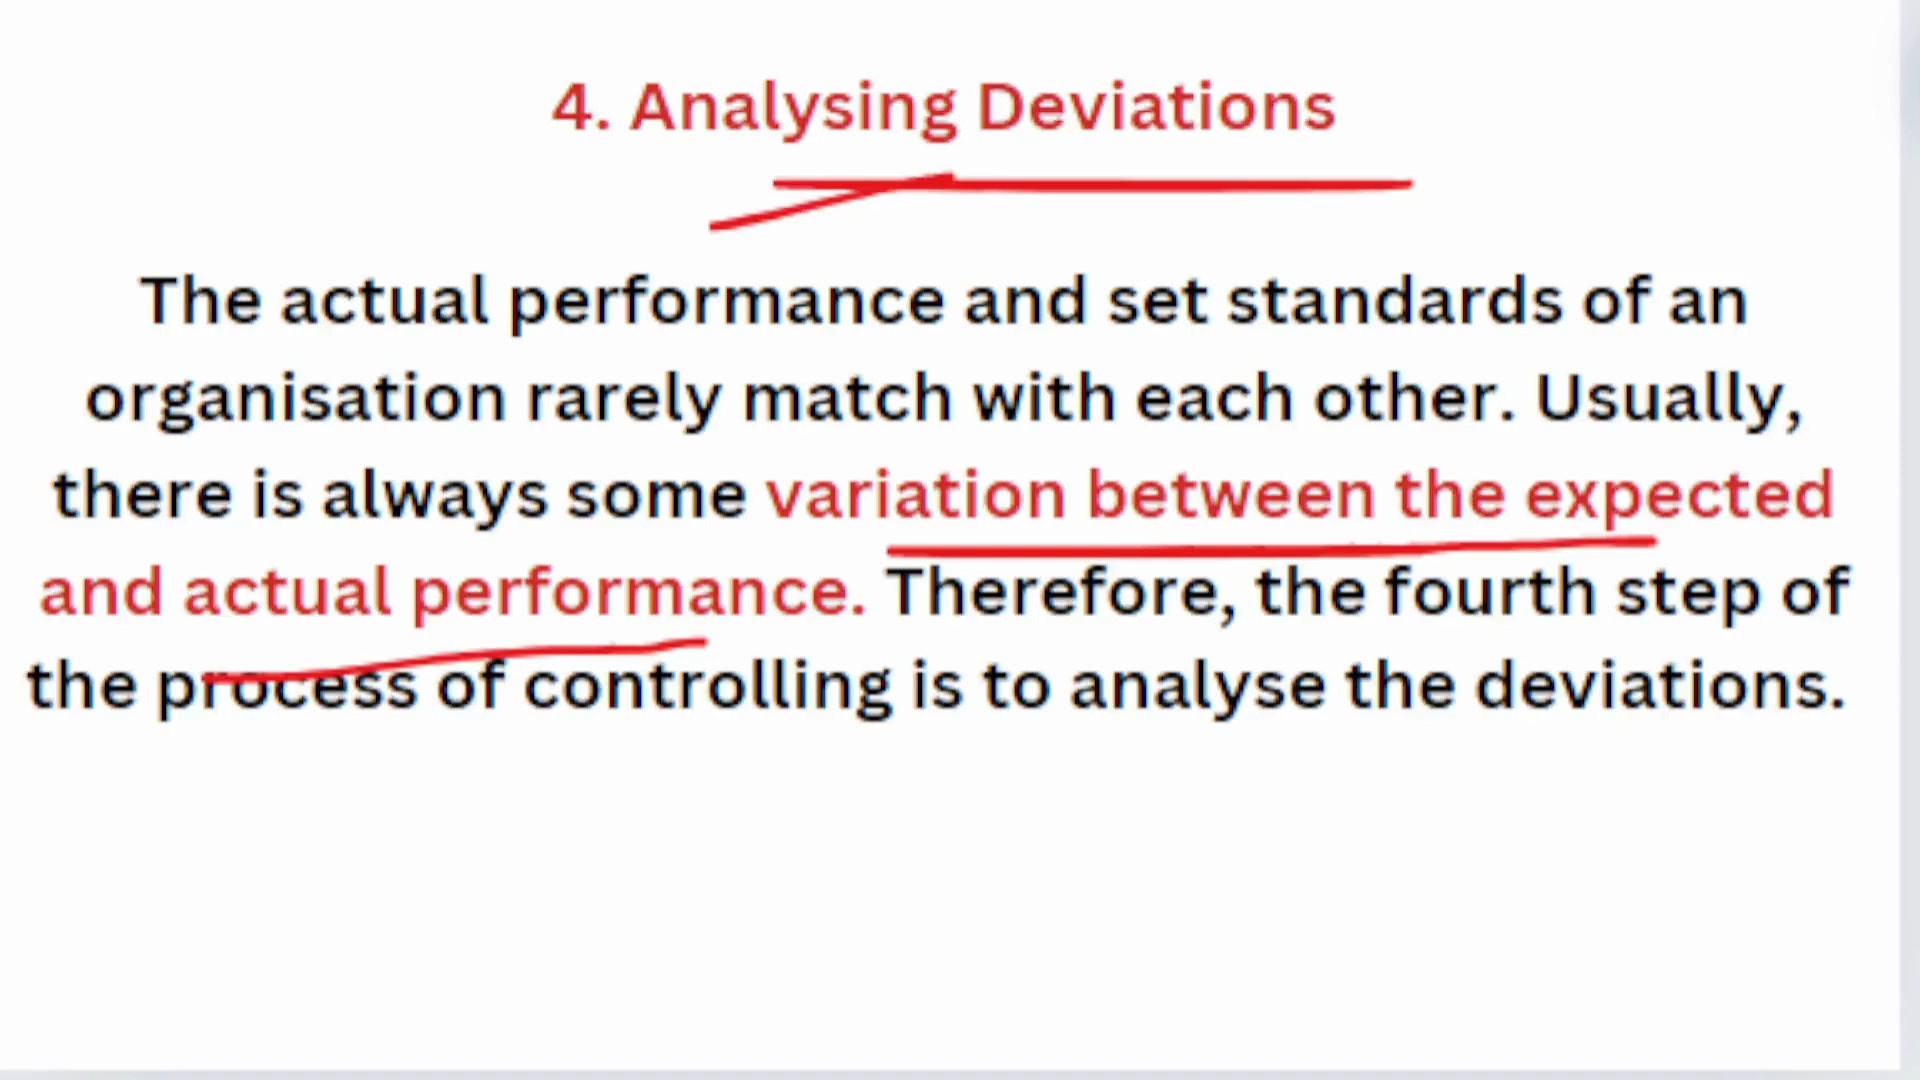 4. Analysing Deviations
The actual performance and set standards of an
organisation rarely match with each other. Usually,
there is always some variation between the expected
and actual performance. Therefore, the fourth step of
the process of controlling is to analyse the deviations.